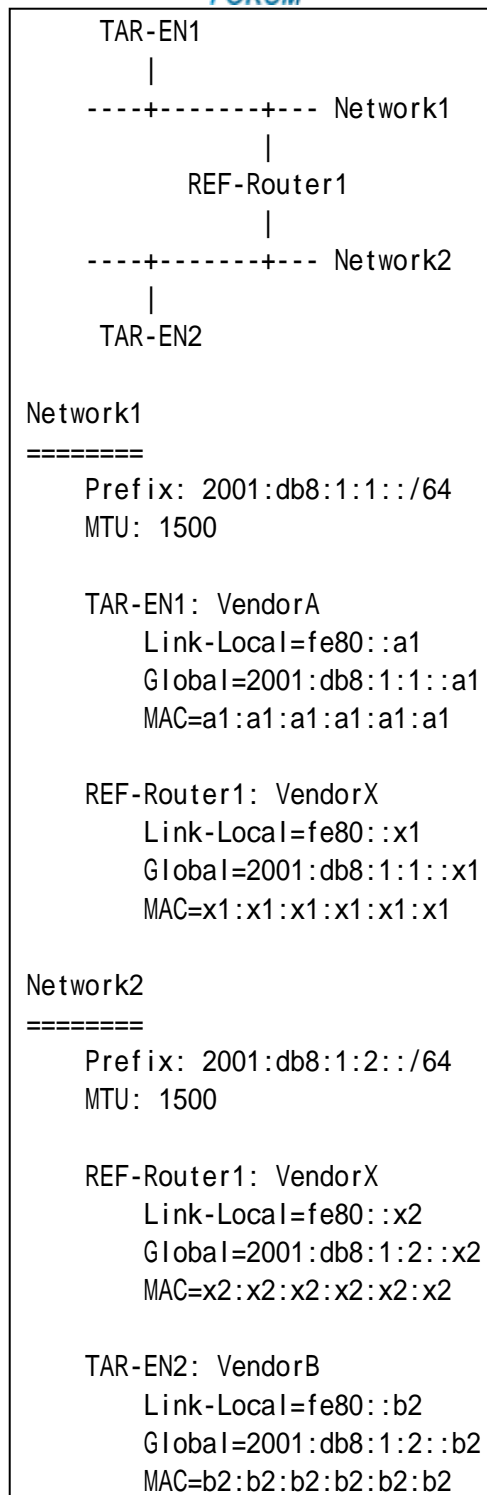 FORUM
TAR-EN1
|
----+-------+--- Network1
|
REF-Router1
|
----+-------+--- Network2
|
TAR-EN2
Network1
========
Prefix: 2001:db8:1:1::/64
MTU: 1500
TAR-EN1: VendorA
Link-Local=fe80::a1
Global=2001:db8:1:1::a1
MAC=a1:a1:a1:a1:a1:a1
REF-Router1: VendorX
Link-Local=fe80::x1
Global=2001:db8:1:1::x1
MAC=x1:x1:x1:x1:x1:x1
Network2
========
Prefix: 2001:db8:1:2::/64
MTU: 1500
REF-Router1: VendorX
Link-Local=fe80::x2
Global=2001:db8:1:2::x2
MAC=x2:x2:x2:x2:x2:x2
TAR-EN2: VendorB
Link-Local=fe80::b2
Global=2001:db8:1:2::b2
MAC=b2:b2:b2:b2:b2:b2